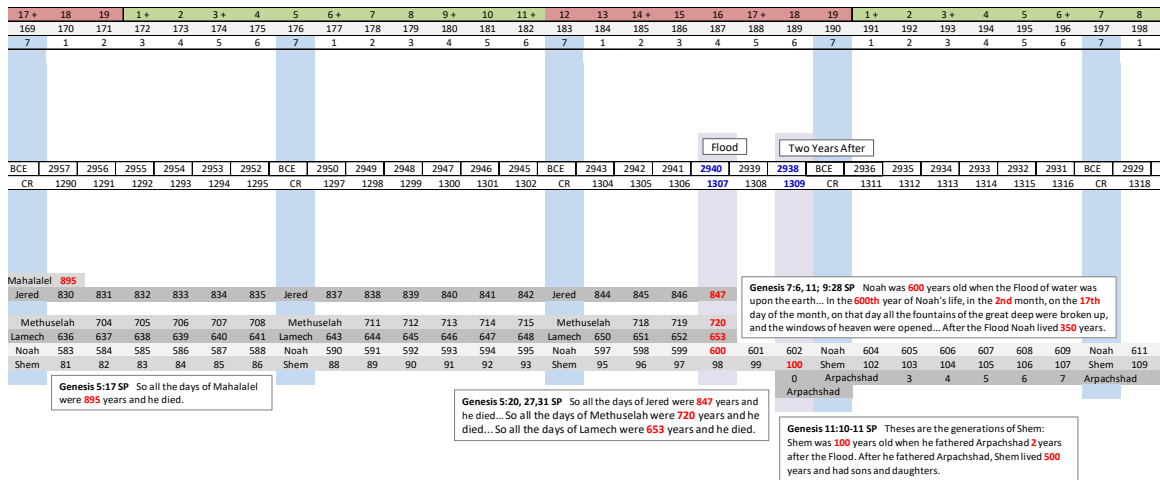 17 + 18 19 1 + 2 3 + 4 5 6 + 7 8 9 + 10 11 + 12 13 14 + 15 16 17 + 18 19 1 + 2 3 + 4 5 6 + 7 8
169 170 171 172 173 174 175 176 177 178 179 180 181 182 183 184 185 186 187 188 189 190 191 192 193 194 195 196 197 198
7 1 2 3 4 5 6 7 1 2 3 4 5 6 7 1 2 3 4 5 6 7 1 2 3 4 5 6 7 1
Flood Two Years After
BCE 2957 2956 2955 2954 2953 2952 BCE 2950 2949 2948 2947 2946 2945 BCE 2943 2942 2941 2940 2939 2938 BCE 2936 2935 2934 2933 2932 2931 BCE 2929
CR 1290 1291 1292 1293 1294 1295 CR 1297 1298 1299 1300 1301 1302 CR 1304 1305 1306 1307 1308 1309 CR 1311 1312 1313 1314 1315 1316 CR 1318
Mahalalel 895
Jered 830 831 832 833 834 835 Jered 837 838 839 840 841 842 Jered 844 845 846 847
Methuselah 704 705 706 707 708 Methuselah 711 712 713 714 715 Methuselah 718 719 720
Lamech 636 637 638 639 640 641 Lamech 643 644 645 646 647 648 Lamech 650 651 652 653
Noah 583 584 585 586 587 588 Noah 590 591 592 593 594 595 Noah 597 598 599 600 601 602 Noah 604 605 606 607 608 609 Noah 611
Shem 81 82 83 84 85 86 Shem 88 89 90 91 92 93 Shem 95 96 97 98 99 100 Shem 102 103 104 105 106 107 Shem 109
0 Arpachshad 3 4 5 6 7 Arpachshad
Arpachshad
Genesis 7:6, 11; 9:28 SP Noah was 600 years old when the Flood of water was
upon the earth... In the 600th year of Noah's life, in the 2nd month, on the 17th
day of the month, on that day all the fountains of the great deep were broken up,
and the windows of heaven were opened... After the Flood Noah lived 350 years.
Genesis 5:17 SP So all the days of Mahalalel
were 895 years and he died.
Genesis 5:20, 27,31 SP So all the days of Jered were 847 years and
he died... So all the days of Methuselah were 720 years and he
died... So all the days of Lamech were 653 years and he died.
Genesis 11:10-11 SP Theses are the generations of Shem:
Shem was 100 years old when he fathered Arpachshad 2 years
after the Flood. After he fathered Arpachshad, Shem lived 500
years and had sons and daughters.